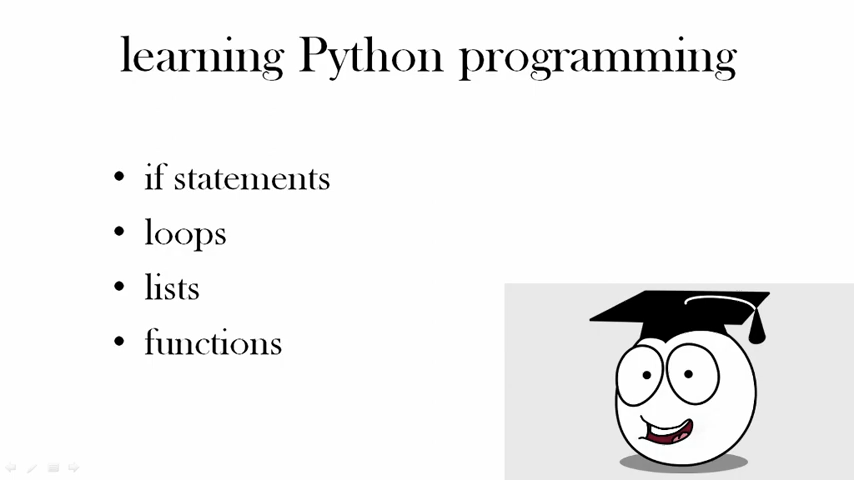 learning Python programming
• if statements
• loops
• lists
• functions